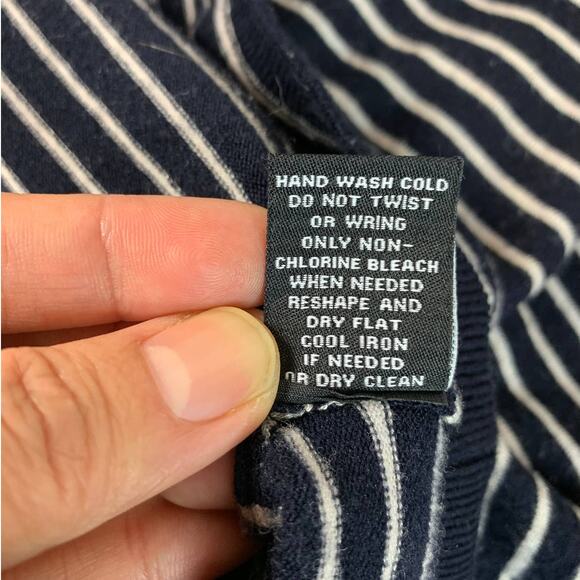 HAND WASH COLD
DO NOT TWIST
OR WRING
ONLY NON-
CHLORINE BLEACH
WHEN NEEDED
RESHAPE AND
DRY FLAT
COOL IRON
IF NEEDED
OR DRY CLEAN